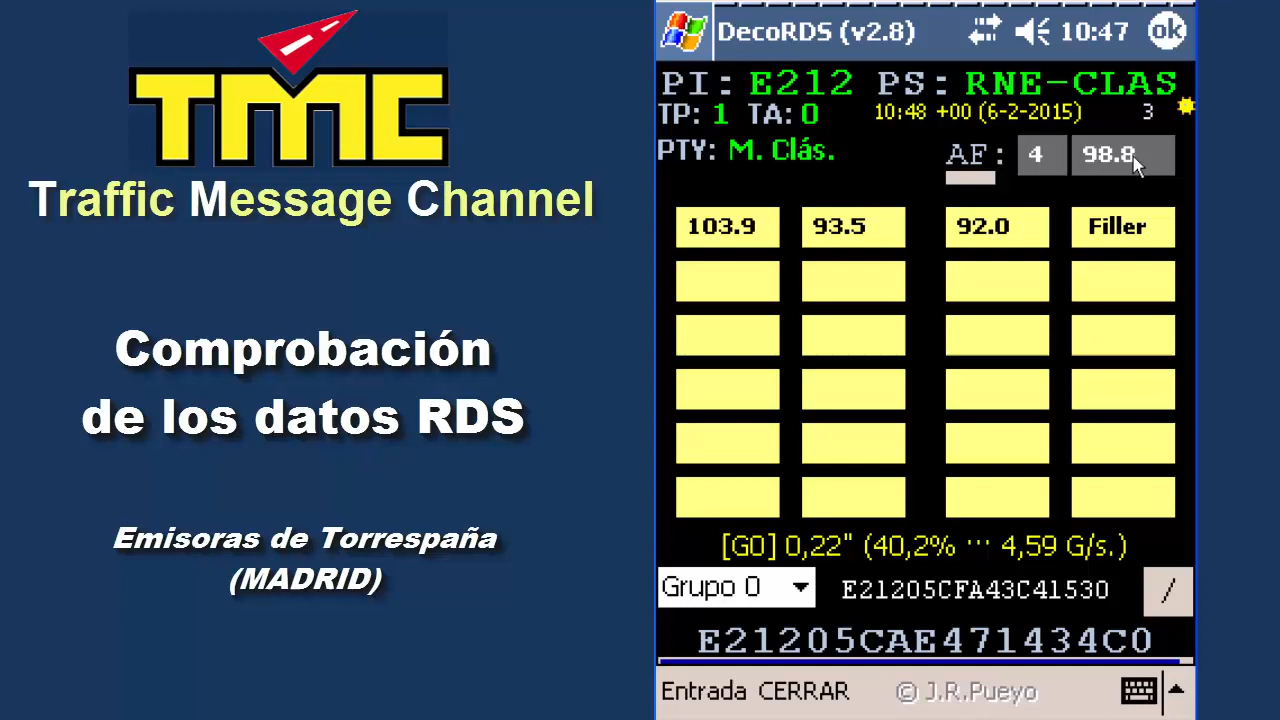 TMC
Traffic Message Channel
Comprobación
de los datos RDS
Emisoras de Torrespaña
(MADRID)
DecoRDS (v2.8) 10:47 ok
PI: E212 PS: RNE-CLAS
TP: 1 TA: 0 10:48 +00 (6-2-2015) 3
PTY: M. Clás. AF: 4 98.8
103.9 93.5 92.0 Filler
[G0] 0,22" (40,2% ··· 4,59 G/s.)
Grupo 0 E21205CFA43C41530 /
E21205CAE471434C0
Entrada CERRAR © J.R.Pueyo